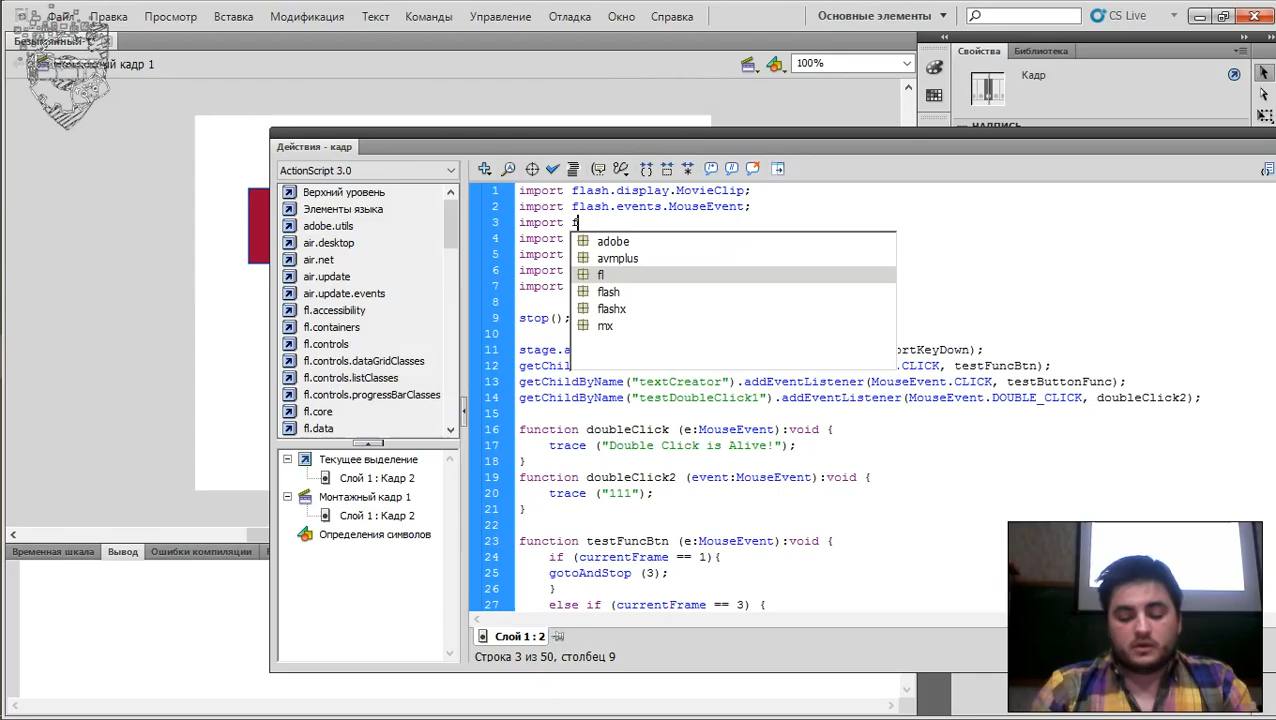 Файл Правка Просмотр Вставка Модификация Текст Команды Управление Отладка Окно Справка Основные элементы CS Live
кадр 1
100%
Свойства Библиотека
Кадр
НАДПИСЬ
Действия - кадр
ActionScript 3.0
Верхний уровень
Элементы языка
adobe.utils
air.desktop
air.net
air.update
air.update.events
fl.accessibility
fl.containers
fl.controls
fl.controls.dataGridClasses
fl.controls.listClasses
fl.controls.progressBarClasses
fl.core
fl.data
Текущее выделение
Слой 1 : Кадр 2
Монтажный кадр 1
Слой 1 : Кадр 2
Определения символов
1 import flash.display.MovieClip;
2 import flash.events.MouseEvent;
3 import f
4 import
5 import
6 import
7 import
8
9 stop();
10
11 stage.a ortKeyDown);
12 getChil .CLICK, testFuncBtn);
13 getChildByName("textCreator").addEventListener(MouseEvent.CLICK, testButtonFunc);
14 getChildByName("testDoubleClick1").addEventListener(MouseEvent.DOUBLE_CLICK, doubleClick2);
15
16 function doubleClick (e:MouseEvent):void {
17 trace ("Double Click is Alive!");
18 }
19 function doubleClick2 (event:MouseEvent):void {
20 trace ("111");
21 }
22
23 function testFuncBtn (e:MouseEvent):void {
24 if (currentFrame == 1){
25 gotoAndStop (3);
26 }
27 else if (currentFrame == 3) {
adobe
avmplus
fl
flash
flashx
mx
Слой 1 : 2
Строка 3 из 50, столбец 9
Временная шкала Вывод Ошибки компиляции